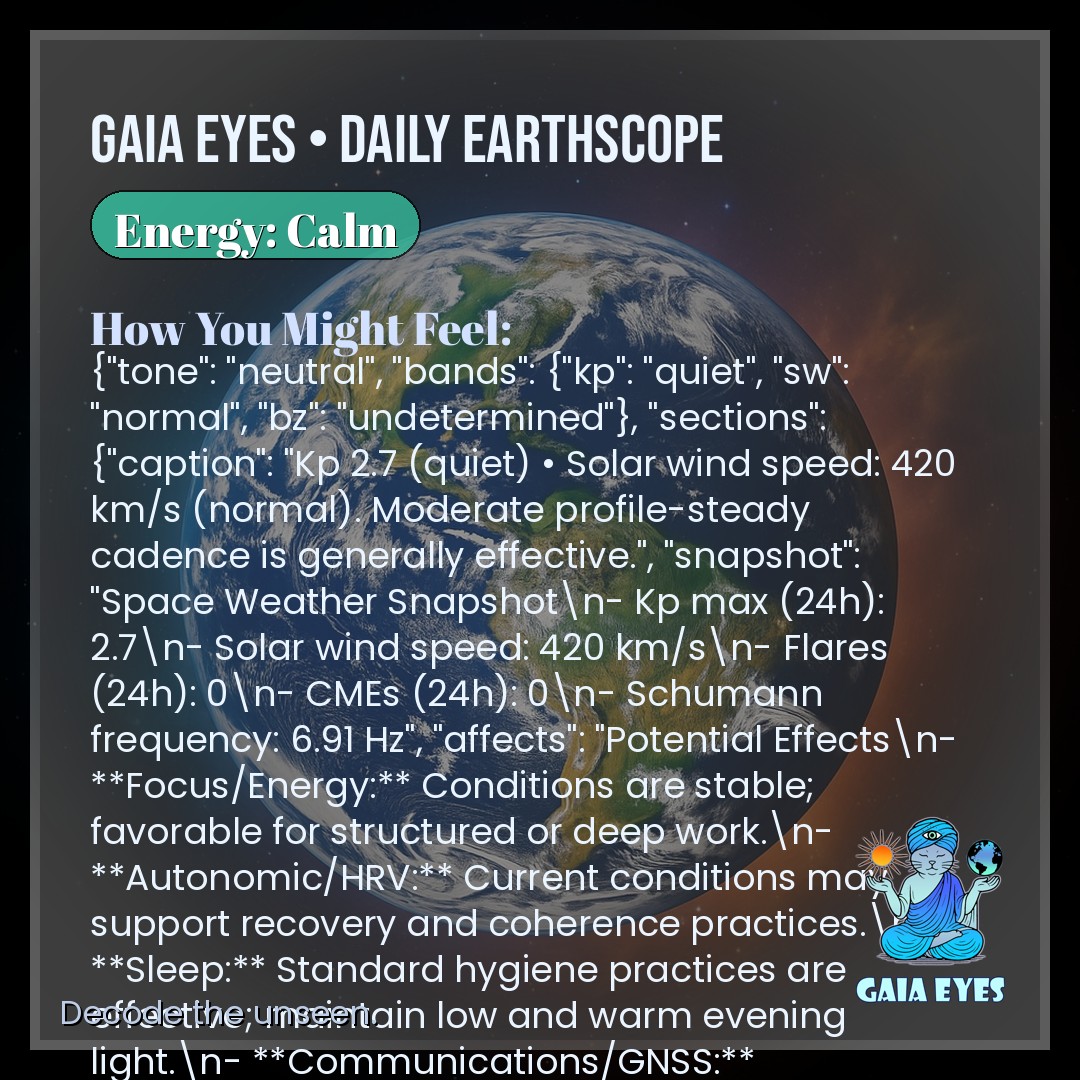 GAIA EYES • DAILY EARTHSCOPE
Energy: Calm
How You Might Feel:
{"tone": "neutral", "bands": {"kp": "quiet", "sw":
"normal", "bz": "undetermined"}, "sections":
{"caption": "Kp 2.7 (quiet) • Solar wind speed: 420
km/s (normal). Moderate profile-steady
cadence is generally effective.", "snapshot":
"Space Weather Snapshot\n- Kp max (24h):
2.7\n- Solar wind speed: 420 km/s\n- Flares
(24h): 0\n- CMEs (24h): 0\n- Schumann
frequency: 6.91 Hz", "affects": "Potential Effects\n-
**Focus/Energy:** Conditions are stable;
favorable for structured or deep work.\n-
**Autonomic/HRV:** Current conditions may
support recovery and coherence practices.\
**Sleep:** Standard hygiene practices are
effective; maintain low and warm evening
light.\n- **Communications/GNSS:**
Decode the unseen.
GAIA EYES